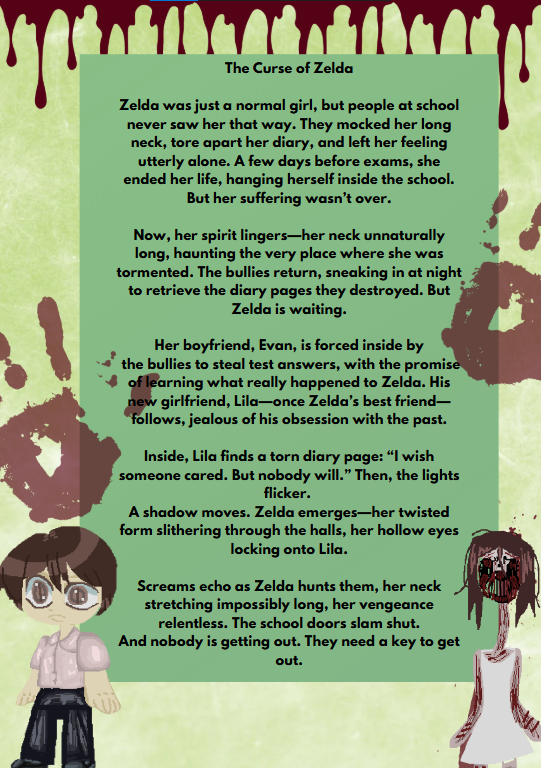 The Curse of Zelda
Zelda was just a normal girl, but people at school
never saw her that way. They mocked her long
neck, tore apart her diary, and left her feeling
utterly alone. A few days before exams, she
ended her life, hanging herself inside the school.
But her suffering wasn’t over.
Now, her spirit lingers—her neck unnaturally
long, haunting the very place where she was
tormented. The bullies return, sneaking in at night
to retrieve the diary pages they destroyed. But
Zelda is waiting.
Her boyfriend, Evan, is forced inside by
the bullies to steal test answers, with the promise
of learning what really happened to Zelda. His
new girlfriend, Lila—once Zelda’s best friend—
follows, jealous of his obsession with the past.
Inside, Lila finds a torn diary page: “I wish
someone cared. But nobody will.” Then, the lights
flicker.
A shadow moves. Zelda emerges—her twisted
form slithering through the halls, her hollow eyes
locking onto Lila.
Screams echo as Zelda hunts them, her neck
stretching impossibly long, her vengeance
relentless. The school doors slam shut.
And nobody is getting out. They need a key to get
out.